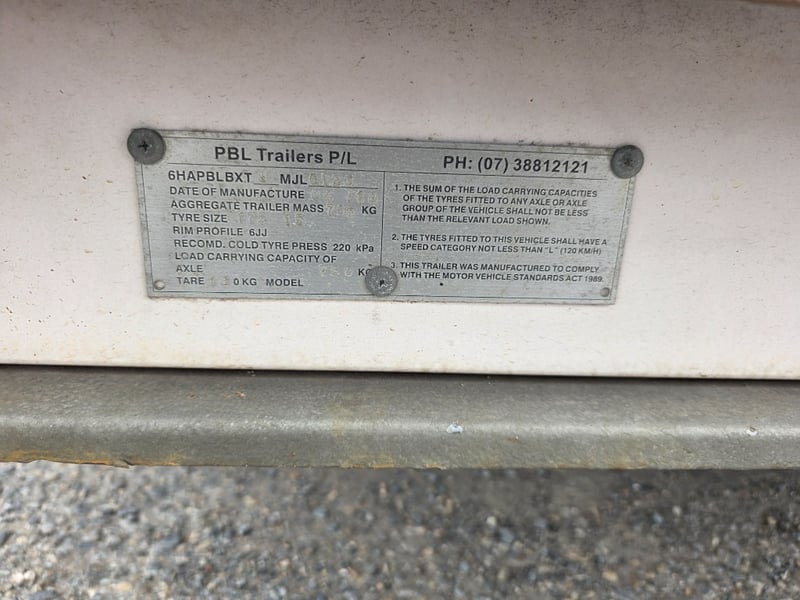 PBL Trailers P/L
PH: (07) 38812121
6HAPBLBXT MJL
DATE OF MANUFACTURE
AGGREGATE TRAILER MASS KG
TYRE SIZE
RIM PROFILE 6JJ
RECOMD. COLD TYRE PRESS 220 kPa
LOAD CARRYING CAPACITY OF
AXLE KG
TARE 0 KG MODEL
1. THE SUM OF THE LOAD CARRYING CAPACITIES
OF THE TYRES FITTED TO ANY AXLE OR AXLE
GROUP OF THE VEHICLE SHALL NOT BE LESS
THAN THE RELEVANT LOAD SHOWN.
2. THE TYRES FITTED TO THIS VEHICLE SHALL HAVE A
SPEED CATEGORY NOT LESS THAN "L" (120 KM/H)
3. THIS TRAILER WAS MANUFACTURED TO COMPLY
WITH THE MOTOR VEHICLE STANDARDS ACT 1989.